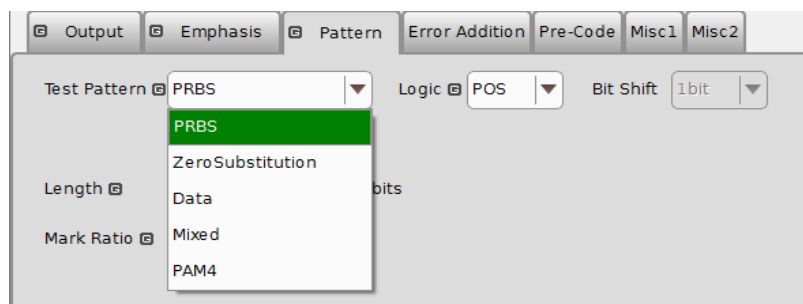 Output Emphasis Pattern Error Addition Pre-Code Misc1 Misc2
Test Pattern PRBS Logic POS Bit Shift 1bit
PRBS
ZeroSubstitution
Length bits
Data
Mark Ratio Mixed
PAM4